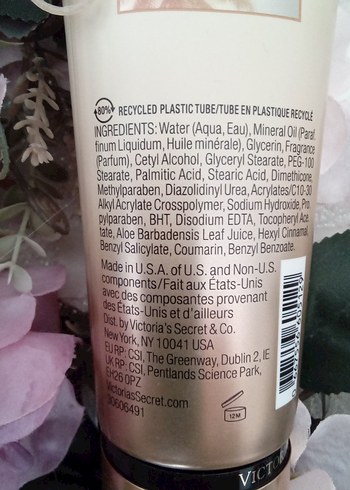 80% RECYCLED PLASTIC TUBE/TUBE EN PLASTIQUE RECYCLÉ
INGREDIENTS: Water (Aqua, Eau), Mineral Oil (Paraf
finum Liquidum, Huile minérale), Glycerin, Fragrance
(Parfum), Cetyl Alcohol, Glyceryl Stearate, PEG-100
Stearate, Palmitic Acid, Stearic Acid, Dimethicone,
Methylparaben, Diazolidinyl Urea, Acrylates/C10-30
Alkyl Acrylate Crosspolymer, Sodium Hydroxide, Pro
pylparaben, BHT, Disodium EDTA, Tocopheryl Ace
tate, Aloe Barbadensis Leaf Juice, Hexyl Cinnamal,
Benzyl Salicylate, Coumarin, Benzyl Benzoate.
Made in U.S.A. of U.S. and Non-U.S.
components/Fait aux États-Unis
avec des composantes provenant
des États-Unis et d'ailleurs
Dist. by Victoria's Secret & Co.
New York, NY 10041 USA
EU RP: CSI, The Greenway, Dublin 2, IE
UK RP: CSI, Pentlands Science Park,
EH26 0PZ
VictoriasSecret.com
30606491
12M